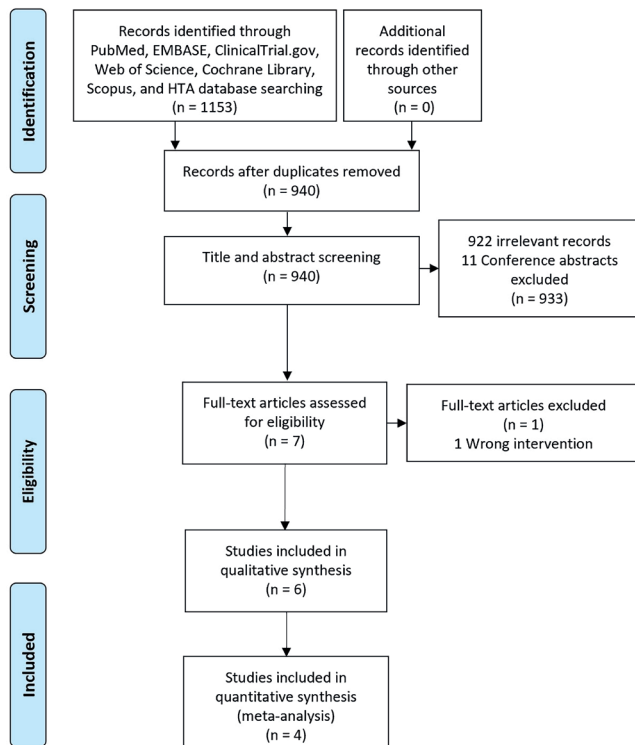 Identification
Records identified through
PubMed, EMBASE, ClinicalTrial.gov,
Web of Science, Cochrane Library,
Scopus, and HTA database searching
(n = 1153)
Additional
records identified
through other
sources
(n = 0)
Records after duplicates removed
(n = 940)
Screening
Title and abstract screening
(n = 940)
922 irrelevant records
11 Conference abstracts
excluded
(n = 933)
Eligibility
Full-text articles assessed
for eligibility
(n = 7)
Full-text articles excluded
(n = 1)
1 Wrong intervention
Studies included in
qualitative synthesis
(n = 6)
Included
Studies included in
quantitative synthesis
(meta-analysis)
(n = 4)